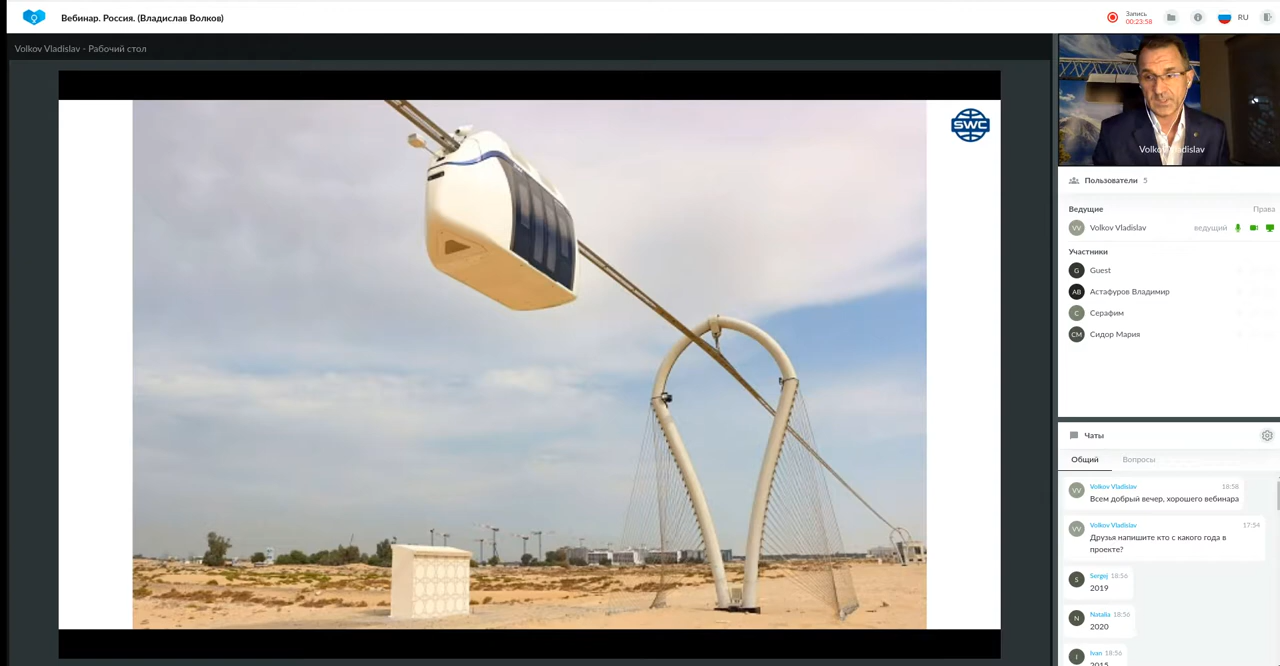 Вебинар. Россия. (Владислав Волков)
Запись
00:23:58
RU
Volkov Vladislav - Рабочий стол
SWC
Volkov Vladislav
Пользователи 5
Ведущие Права
VV Volkov Vladislav ведущий
Участники
G Guest
АВ Астафуров Владимир
С Серафим
СМ Сидор Мария
Чаты
Общий Вопросы
VV Volkov Vladislav 18:58
Всем добрый вечер, хорошего вебинара
VV Volkov Vladislav 17:54
Друзья напишите кто с какого года в
проекте?
S Sergej 18:56
2019
N Natalia 18:56
2020
I Ivan 18:56
2015